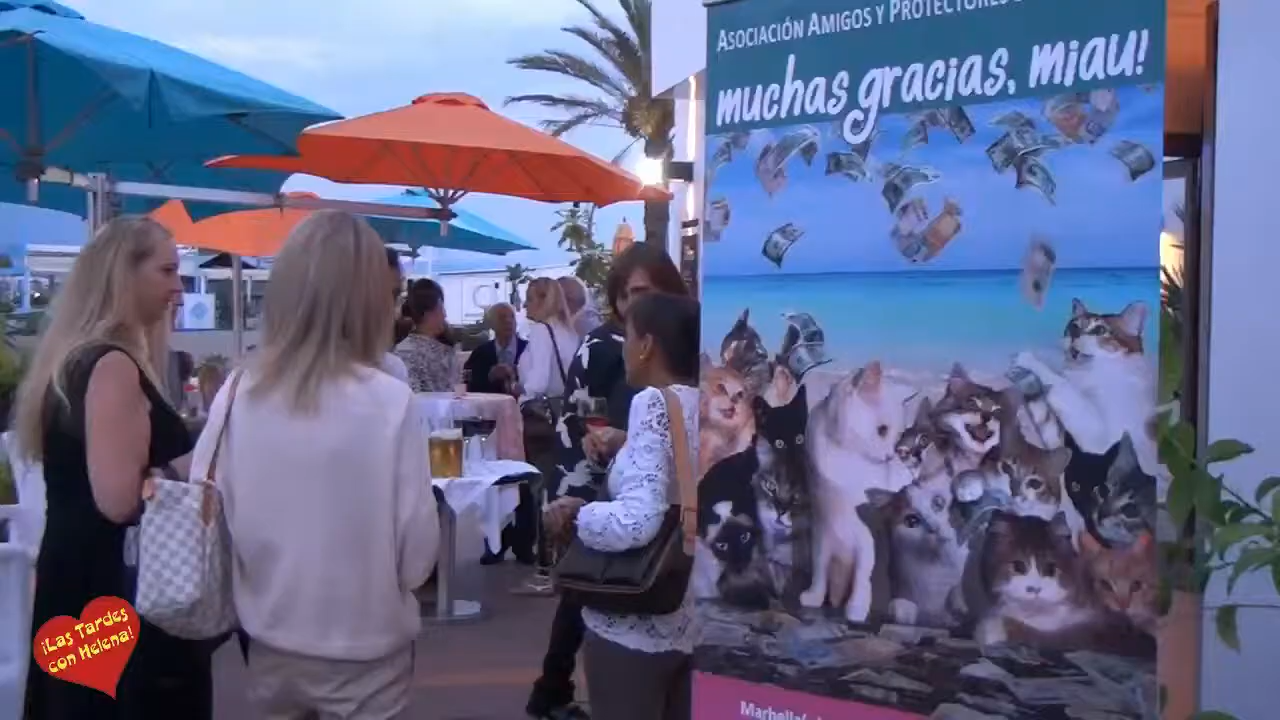 ASOCIACIÓN AMIGOS Y PROTECTORES
muchas gracias, miau!
¡Las Tardes
con Helena!